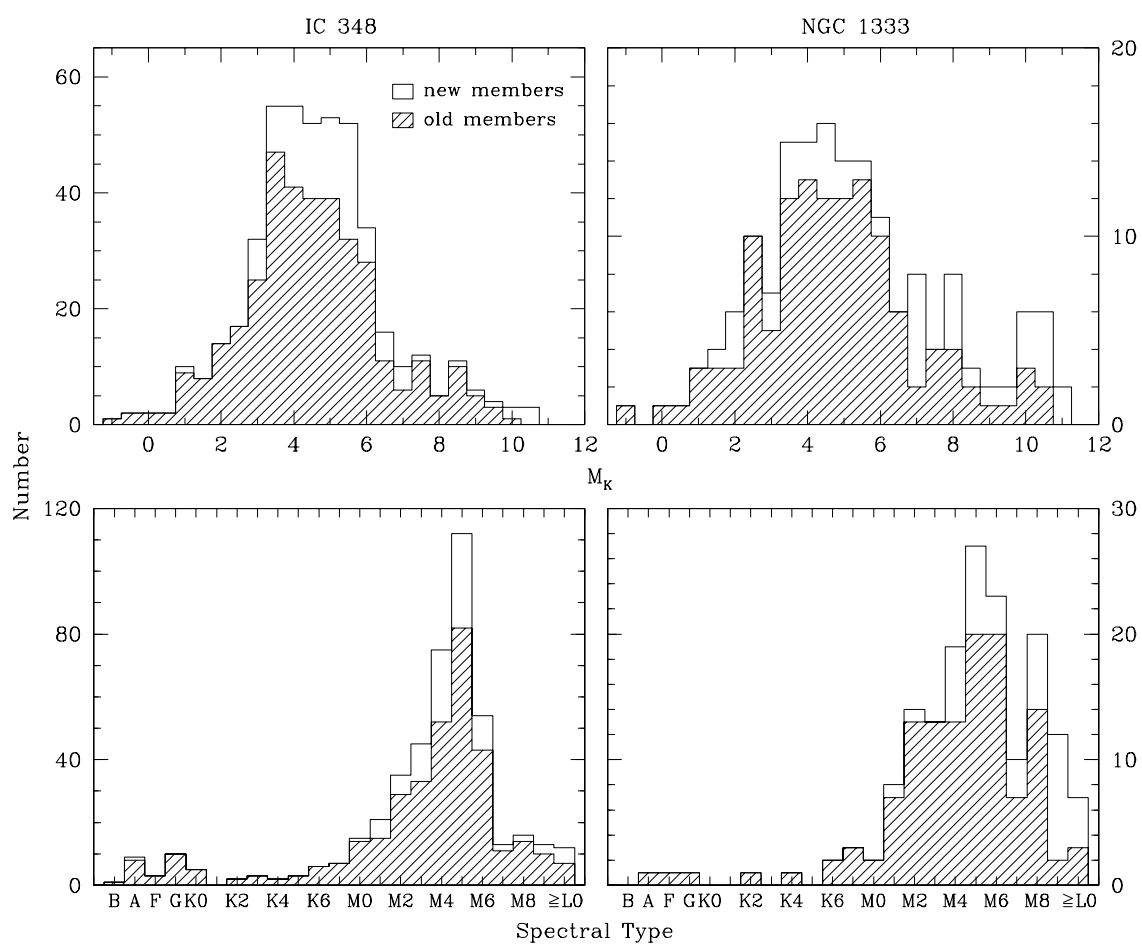 IC 348 NGC 1333
new members
old members
60
40
20
0
20
10
0
0 2 4 6 8 10 12
0 2 4 6 8 10 12
M_K
Number
120
80
40
0
30
20
10
0
B A F G K0 K2 K4 K6 M0 M2 M4 M6 M8 ≧L0
B A F G K0 K2 K4 K6 M0 M2 M4 M6 M8 ≧L0
Spectral Type